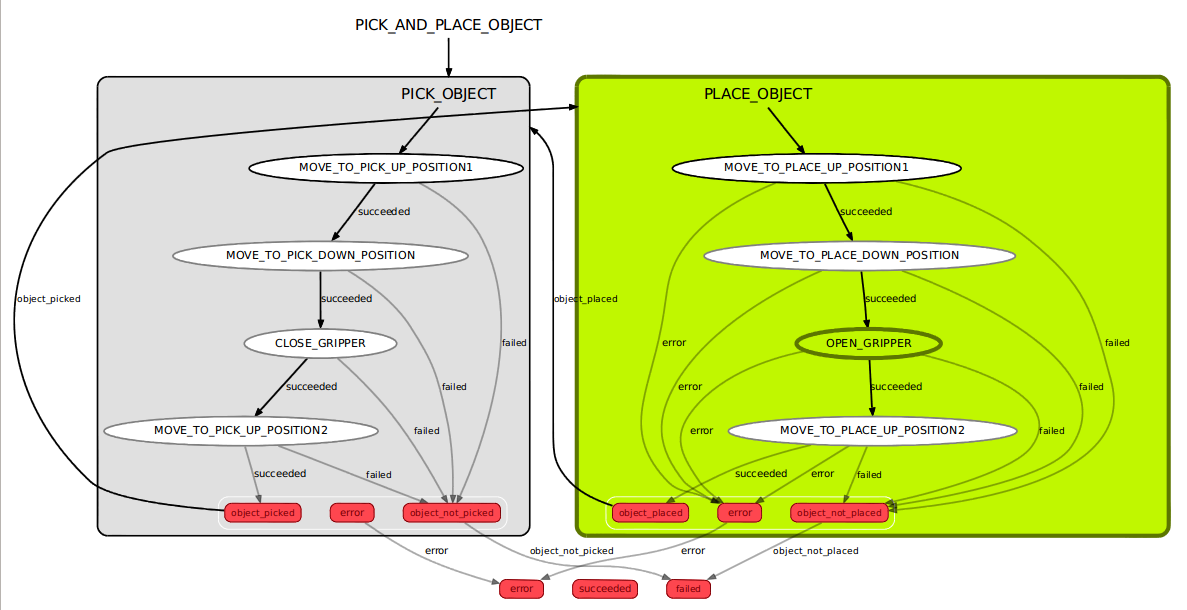 PICK_AND_PLACE_OBJECT
PICK_OBJECT
PLACE_OBJECT
MOVE_TO_PICK_UP_POSITION1
MOVE_TO_PLACE_UP_POSITION1
succeeded
succeeded
MOVE_TO_PICK_DOWN_POSITION
MOVE_TO_PLACE_DOWN_POSITION
object_picked
succeeded
object_placed
succeeded
CLOSE_GRIPPER
failed
error
OPEN_GRIPPER
failed
succeeded
failed
error
succeeded
failed
MOVE_TO_PICK_UP_POSITION2
failed
error
MOVE_TO_PLACE_UP_POSITION2
failed
succeeded
failed
succeeded
error
failed
object_picked
error
object_not_picked
object_placed
error
object_not_placed
error
object_not_picked
error
object_not_placed
error
succeeded
failed